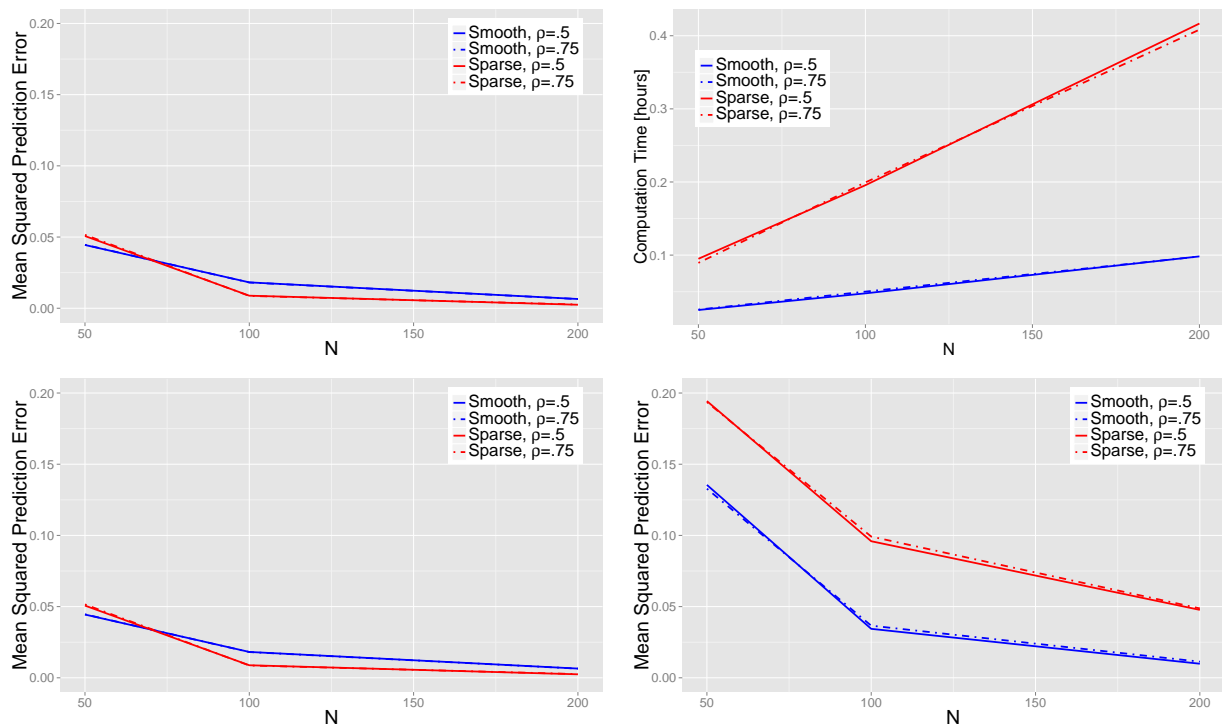 Mean Squared Prediction Error
0.20
0.15
0.10
0.05
0.00
Smooth, ρ=.5
Smooth, ρ=.75
Sparse, ρ=.5
Sparse, ρ=.75
50
100
150
200
N
Computation Time [hours]
0.4
0.3
0.2
0.1
Smooth, ρ=.5
Smooth, ρ=.75
Sparse, ρ=.5
Sparse, ρ=.75
50
100
150
200
N
Mean Squared Prediction Error
0.20
0.15
0.10
0.05
0.00
Smooth, ρ=.5
Smooth, ρ=.75
Sparse, ρ=.5
Sparse, ρ=.75
50
100
150
200
N
Mean Squared Prediction Error
0.20
0.15
0.10
0.05
0.00
Smooth, ρ=.5
Smooth, ρ=.75
Sparse, ρ=.5
Sparse, ρ=.75
50
100
150
200
N